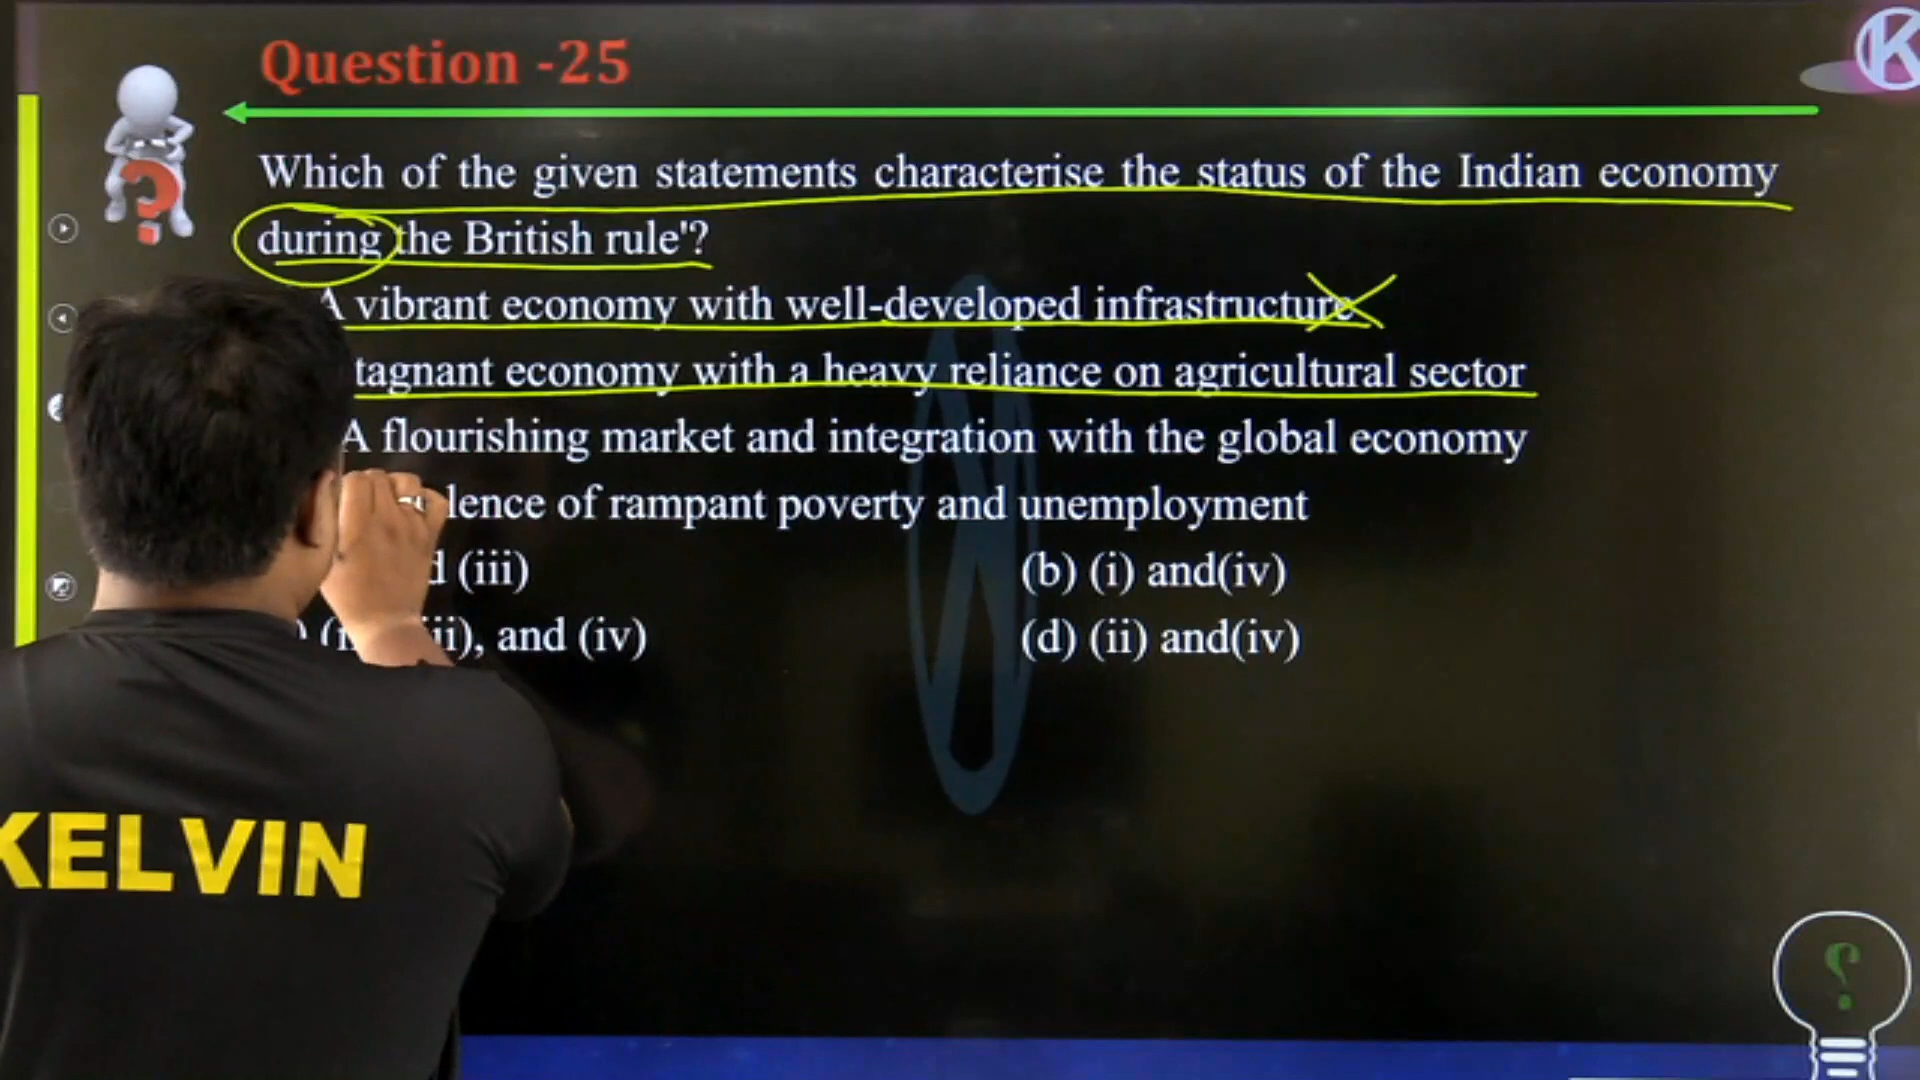 Question -25
Which of the given statements characterise the status of the Indian economy
during the British rule'?
A vibrant economy with well-developed infrastructure
tagnant economy with a heavy reliance on agricultural sector
A flourishing market and integration with the global economy
lence of rampant poverty and unemployment
d (iii)
(b) (i) and(iv)
ii), and (iv)
(d) (ii) and(iv)
KELVIN
K
?